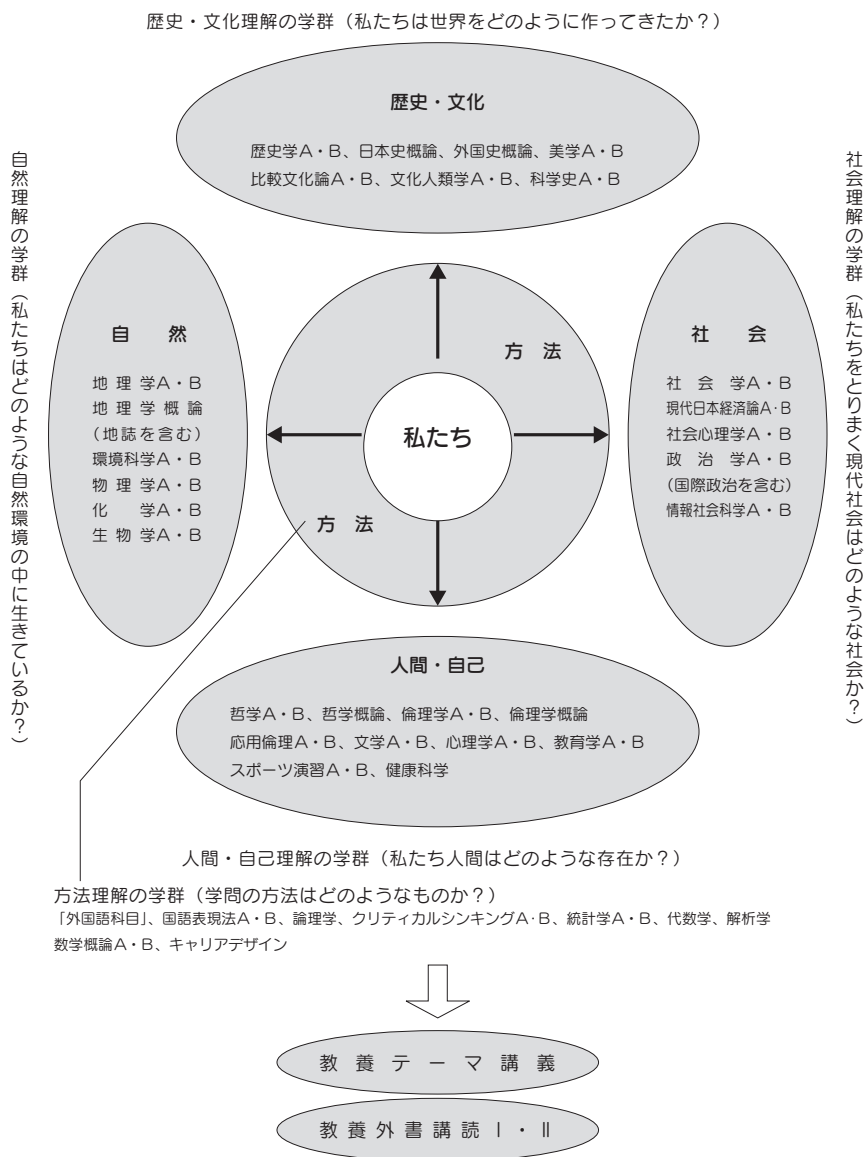 歴史・文化理解の学群（私たちは世界をどのように作ってきたか？）
歴史・文化
歴史学A・B、日本史概論、外国史概論、美学A・B
比較文化論A・B、文化人類学A・B、科学史A・B
自然理解の学群（私たちはどのような自然環境の中に生きているか？）
自　然
地理学A・B
地理学概論
（地誌を含む）
環境科学A・B
物理学A・B
化　学A・B
生物学A・B
方　法
私たち
方　法
社　会
社会学A・B
現代日本経済論A・B
社会心理学A・B
政治学A・B
（国際政治を含む）
情報社会科学A・B
社会理解の学群（私たちをとりまく現代社会はどのような社会か？）
人間・自己
哲学A・B、哲学概論、倫理学A・B、倫理学概論
応用倫理A・B、文学A・B、心理学A・B、教育学A・B
スポーツ演習A・B、健康科学
人間・自己理解の学群（私たち人間はどのような存在か？）
方法理解の学群（学問の方法はどのようなものか？）
「外国語科目」、国語表現法A・B、論理学、クリティカルシンキングA・B、統計学A・B、代数学、解析学
数学概論A・B、キャリアデザイン
教養テーマ講義
教養外書講読Ⅰ・Ⅱ